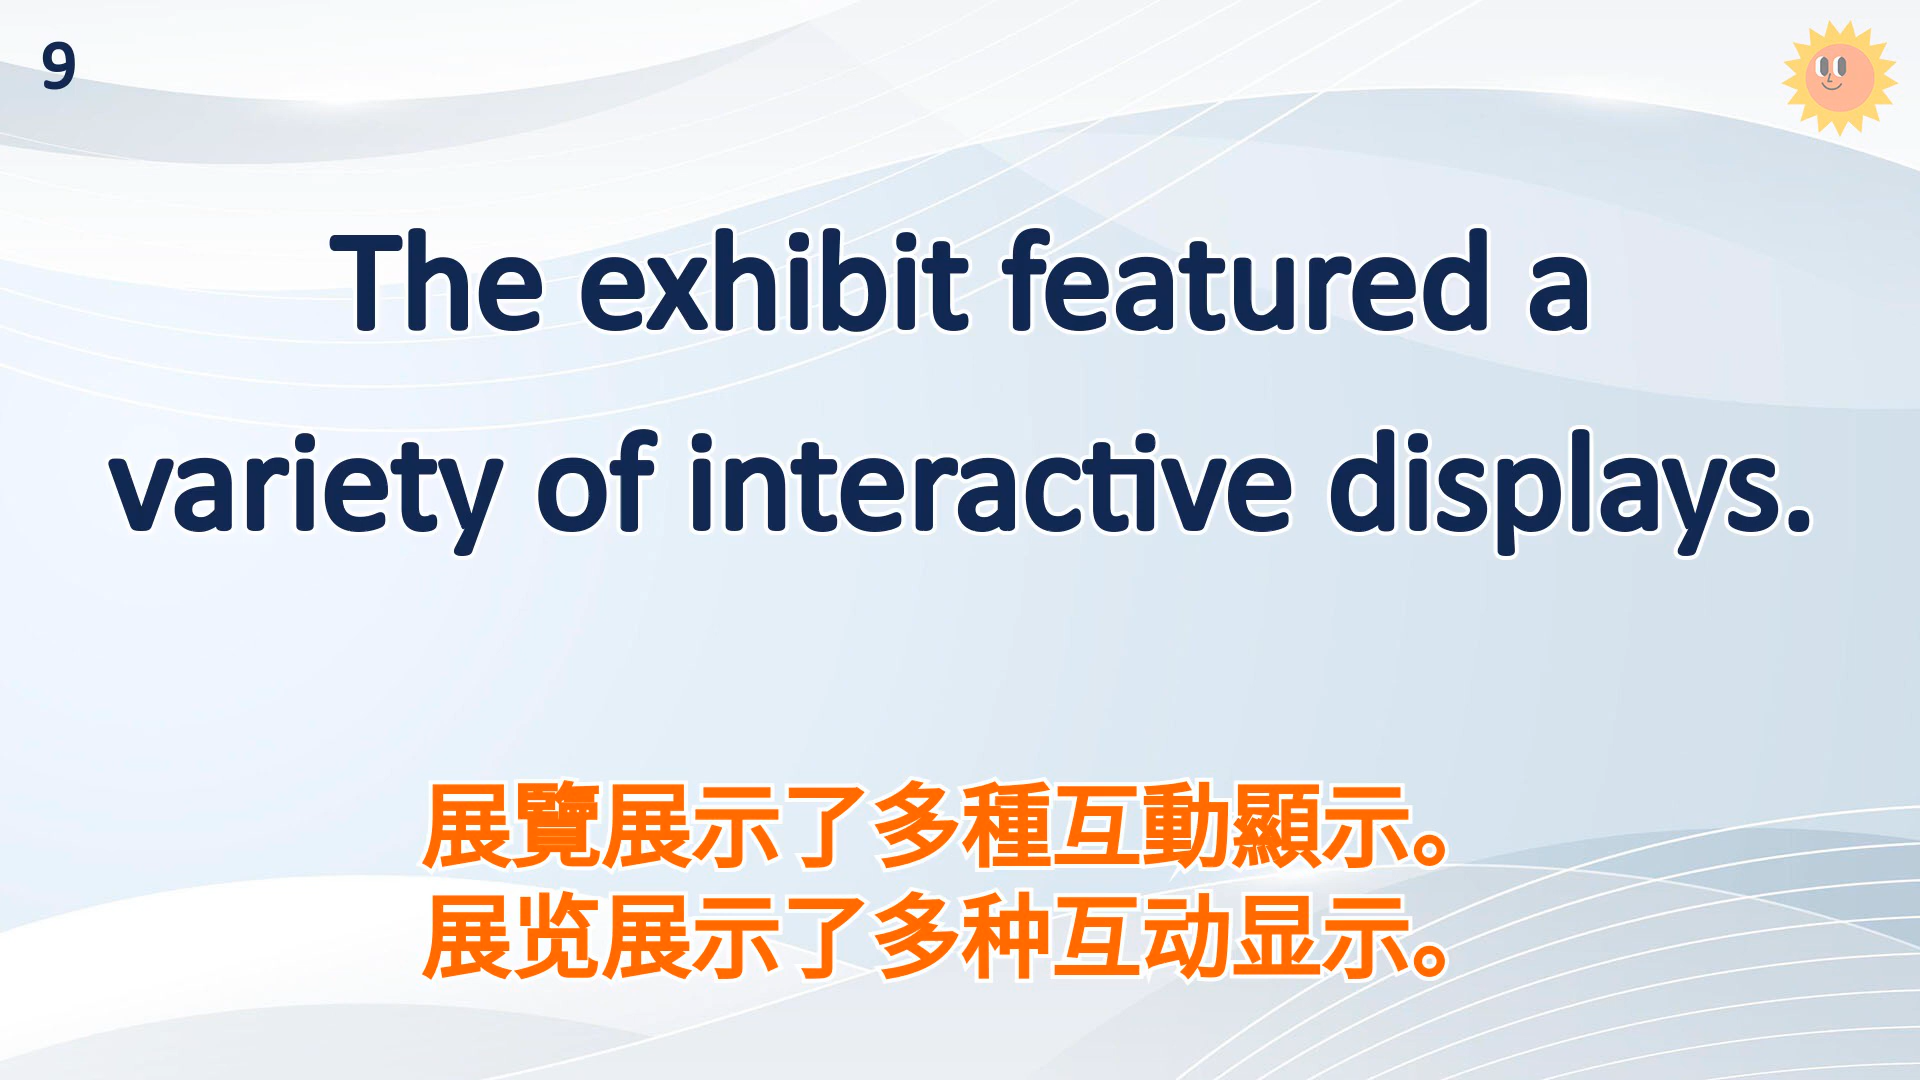 9
The exhibit featured a
variety of interactive displays.
展覽展示了多種互動顯示。
展览展示了多种互动显示。